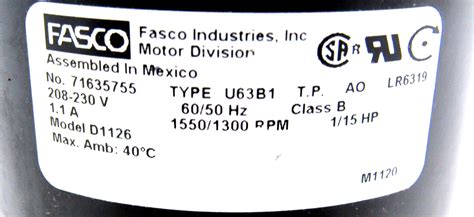 FASCO
Fasco Industries, Inc
Motor Division
Assembled In Mexico
No. 71635755 TYPE U63B1 T.P. AO LR6319
208-230 V 60/50 Hz Class B
1.1 A 1550/1300 RPM 1/15 HP
Model D1126
Max. Amb: 40°C
M1120
SA